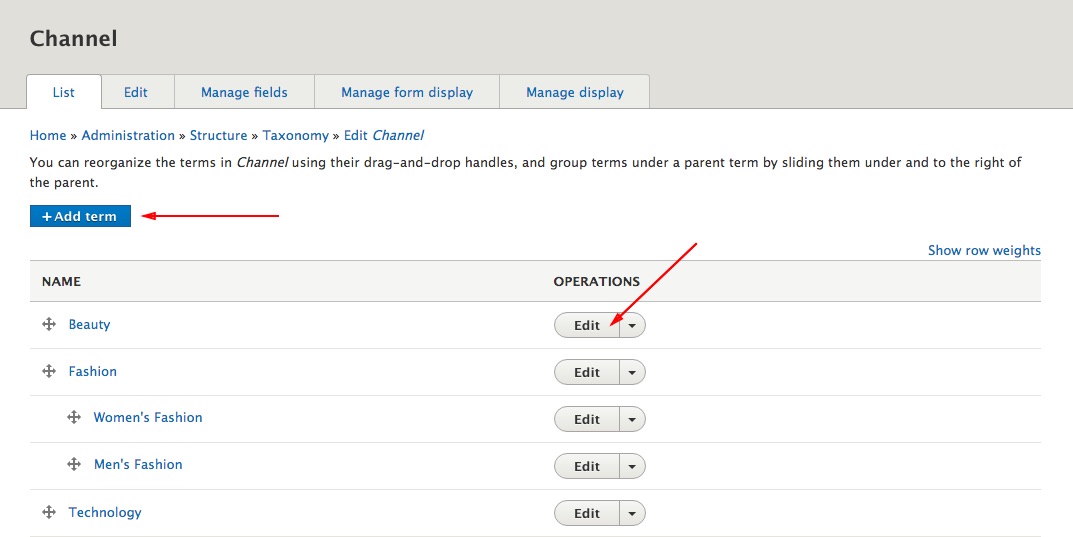 Channel
List Edit Manage fields Manage form display Manage display
Home » Administration » Structure » Taxonomy » Edit Channel
You can reorganize the terms in Channel using their drag-and-drop handles, and group terms under a parent term by sliding them under and to the right of
the parent.
+Add term
Show row weights
NAME OPERATIONS
Beauty Edit
Fashion Edit
Women's Fashion Edit
Men's Fashion Edit
Technology Edit